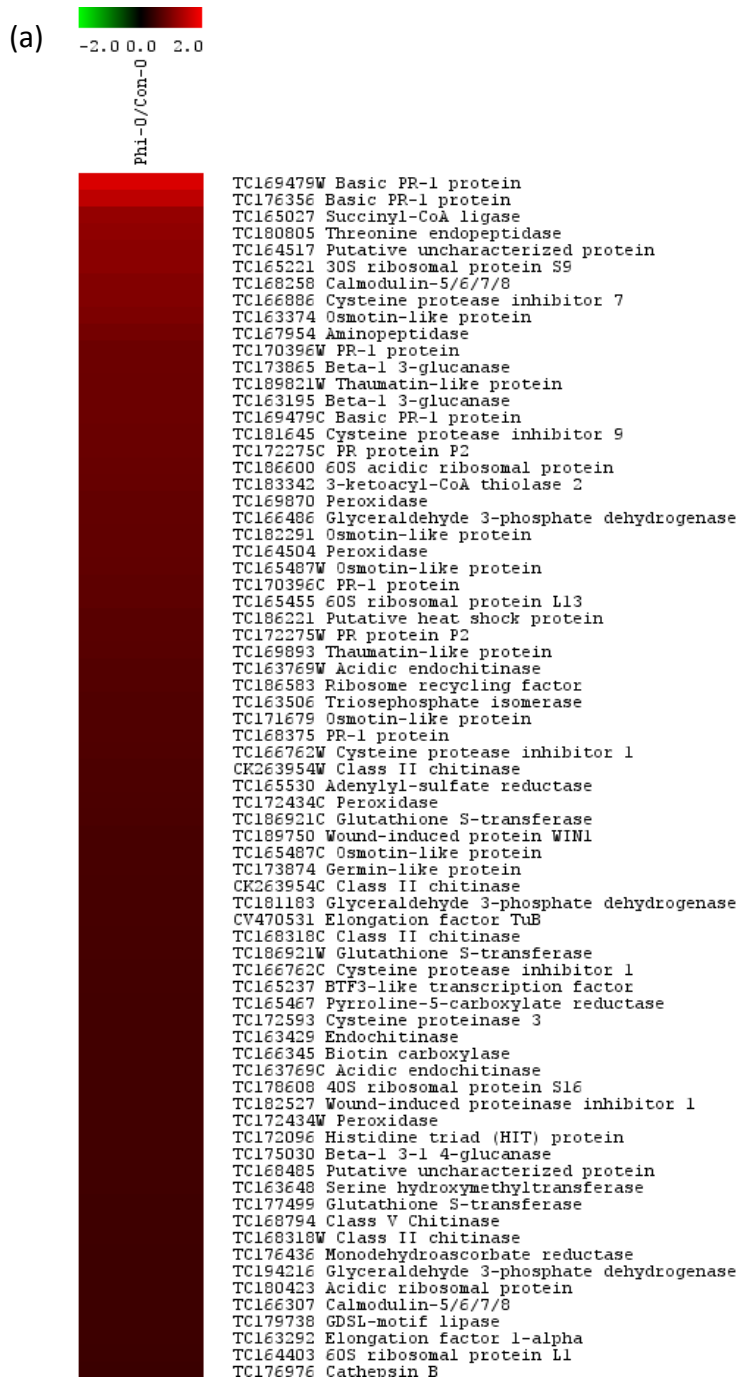 (a)
-2.0 0.0 2.0
Phi-0/Con-0
TC169479W Basic PR-1 protein
TC176356 Basic PR-1 protein
TC165027 Succinyl-CoA ligase
TC180805 Threonine endopeptidase
TC164517 Putative uncharacterized protein
TC165221 30S ribosomal protein S9
TC168258 Calmodulin-5/6/7/8
TC166886 Cysteine protease inhibitor 7
TC163374 Osmotin-like protein
TC167954 Aminopeptidase
TC170396W PR-1 protein
TC173865 Beta-1 3-glucanase
TC189821W Thaumatin-like protein
TC163195 Beta-1 3-glucanase
TC169479C Basic PR-1 protein
TC181645 Cysteine protease inhibitor 9
TC172275C PR protein P2
TC186600 60S acidic ribosomal protein
TC183342 3-ketoacyl-CoA thiolase 2
TC169870 Peroxidase
TC166486 Glyceraldehyde 3-phosphate dehydrogenase
TC182291 Osmotin-like protein
TC164504 Peroxidase
TC165487W Osmotin-like protein
TC170396C PR-1 protein
TC165455 60S ribosomal protein L13
TC186221 Putative heat shock protein
TC172275W PR protein P2
TC169893 Thaumatin-like protein
TC163769W Acidic endochitinase
TC186583 Ribosome recycling factor
TC163506 Triosephosphate isomerase
TC171679 Osmotin-like protein
TC168375 PR-1 protein
TC166762W Cysteine protease inhibitor 1
CK263954W Class II chitinase
TC165530 Adenylyl-sulfate reductase
TC172434C Peroxidase
TC186921C Glutathione S-transferase
TC189750 Wound-induced protein WIN1
TC165487C Osmotin-like protein
TC173874 Germin-like protein
CK263954C Class II chitinase
TC181183 Glyceraldehyde 3-phosphate dehydrogenase
CV470531 Elongation factor TuB
TC168318C Class II chitinase
TC186921W Glutathione S-transferase
TC166762C Cysteine protease inhibitor 1
TC165237 BTF3-like transcription factor
TC165467 Pyrroline-5-carboxylate reductase
TC172593 Cysteine proteinase 3
TC163429 Endochitinase
TC166345 Biotin carboxylase
TC163769C Acidic endochitinase
TC178608 40S ribosomal protein S16
TC182527 Wound-induced proteinase inhibitor 1
TC172434W Peroxidase
TC172096 Histidine triad (HIT) protein
TC175030 Beta-1 3-1 4-glucanase
TC168485 Putative uncharacterized protein
TC163648 Serine hydroxymethyltransferase
TC177499 Glutathione S-transferase
TC168794 Class V Chitinase
TC168318W Class II chitinase
TC176436 Monodehydroascorbate reductase
TC194216 Glyceraldehyde 3-phosphate dehydrogenase
TC180423 Acidic ribosomal protein
TC166307 Calmodulin-5/6/7/8
TC179738 GDSL-motif lipase
TC163292 Elongation factor 1-alpha
TC164403 60S ribosomal protein L1
TC176976 Cathepsin B